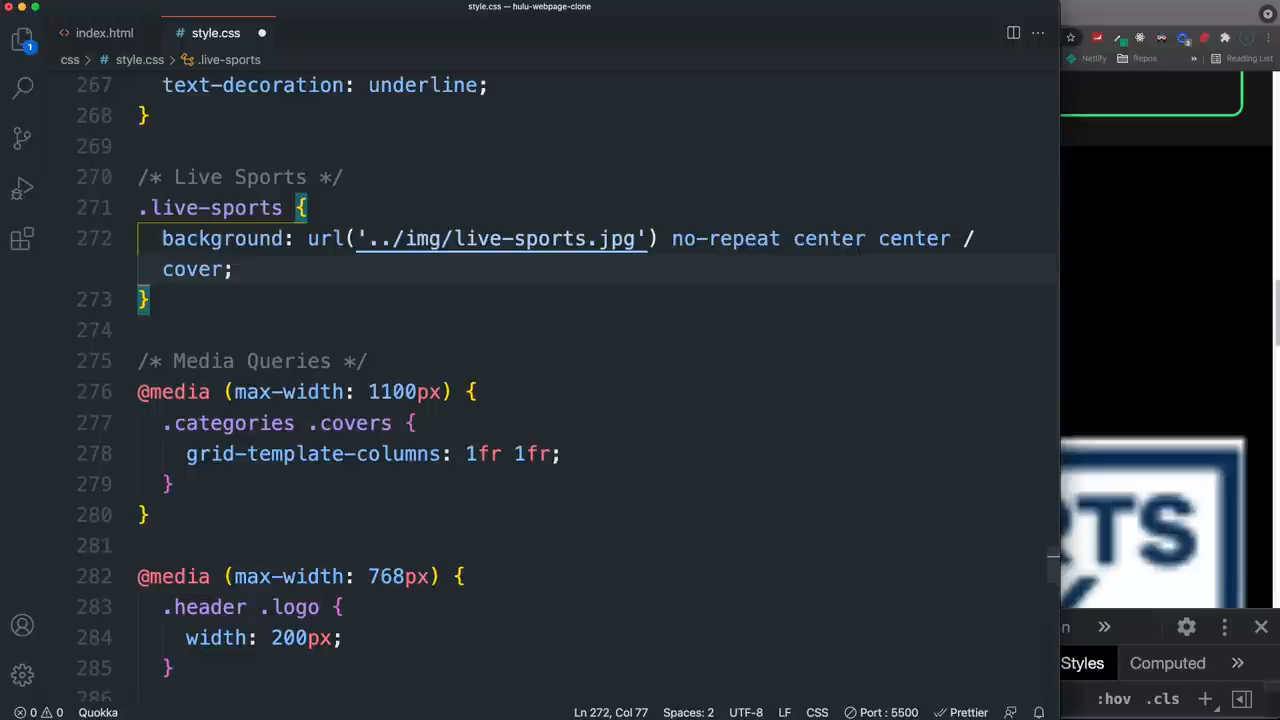 style.css — hulu-webpage-clone
index.html
style.css
css > style.css > .live-sports
1
Netlify
Repos
»
Reading List
267 text-decoration: underline;
268 }
269
270 /* Live Sports */
271 .live-sports {
272 background: url('../img/live-sports.jpg') no-repeat center center /
cover;
273 }
274
275 /* Media Queries */
276 @media (max-width: 1100px) {
277 .categories .covers {
278 grid-template-columns: 1fr 1fr;
279 }
280 }
281
282 @media (max-width: 768px) {
283 .header .logo {
284 width: 200px;
285 }
286
RTS
Styles
Computed
»
:hov .cls
0 0
Quokka
Ln 272, Col 77
Spaces: 2
UTF-8
LF
CSS
Port : 5500
Prettier